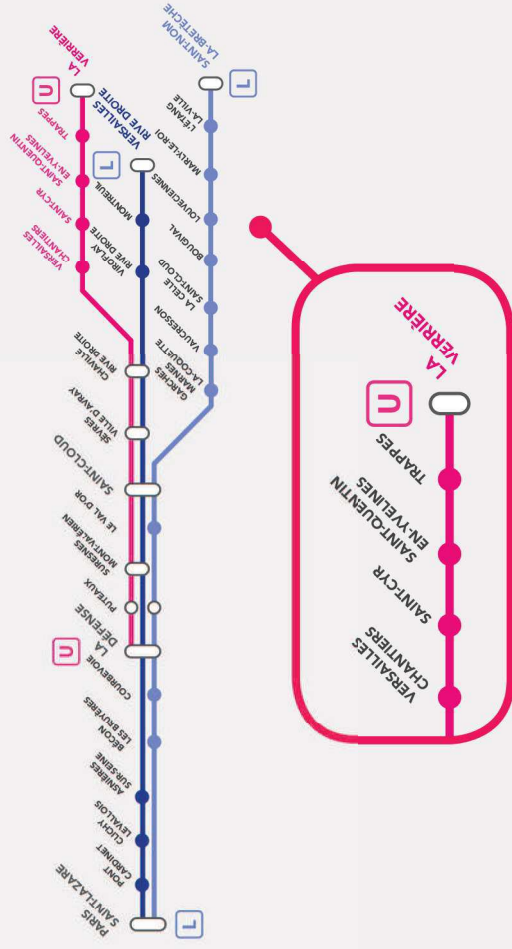 SAINT-NOM
LA-BRETÈCHE
L
L'ÉTANG
LA-VILLE
MARLY-LE-ROI
LOUVECIENNES
BOUGIVAL
LA CELLE
SAINT-CLOUD
VAUCRESSON
GARCHES
MARNES
LA-COQUETTE
LA
VERRIÈRE
U
TRAPPES
SAINT-QUENTIN
EN-YVELINES
SAINT-CYR
VERSAILLES
CHANTIERS
VERSAILLES
RIVE DROITE
L
MONTREUIL
VIROFLAY
RIVE DROITE
CHAVILLE
RIVE DROITE
SÈVRES
VILLE D'AVRAY
SAINT-CLOUD
LE VAL D'OR
SURESNES
MONT-VALÉRIEN
PUTEAUX
LA
DÉFENSE
U
COURBEVOIE
BÉCON
LES BRUYÈRES
ASNIÈRES
SUR-SEINE
CLICHY
LEVALLOIS
PONT
CARDINET
PARIS
SAINT-LAZARE
L
LA
VERRIÈRE
U
TRAPPES
SAINT-QUENTIN
EN-YVELINES
SAINT-CYR
VERSAILLES
CHANTIERS